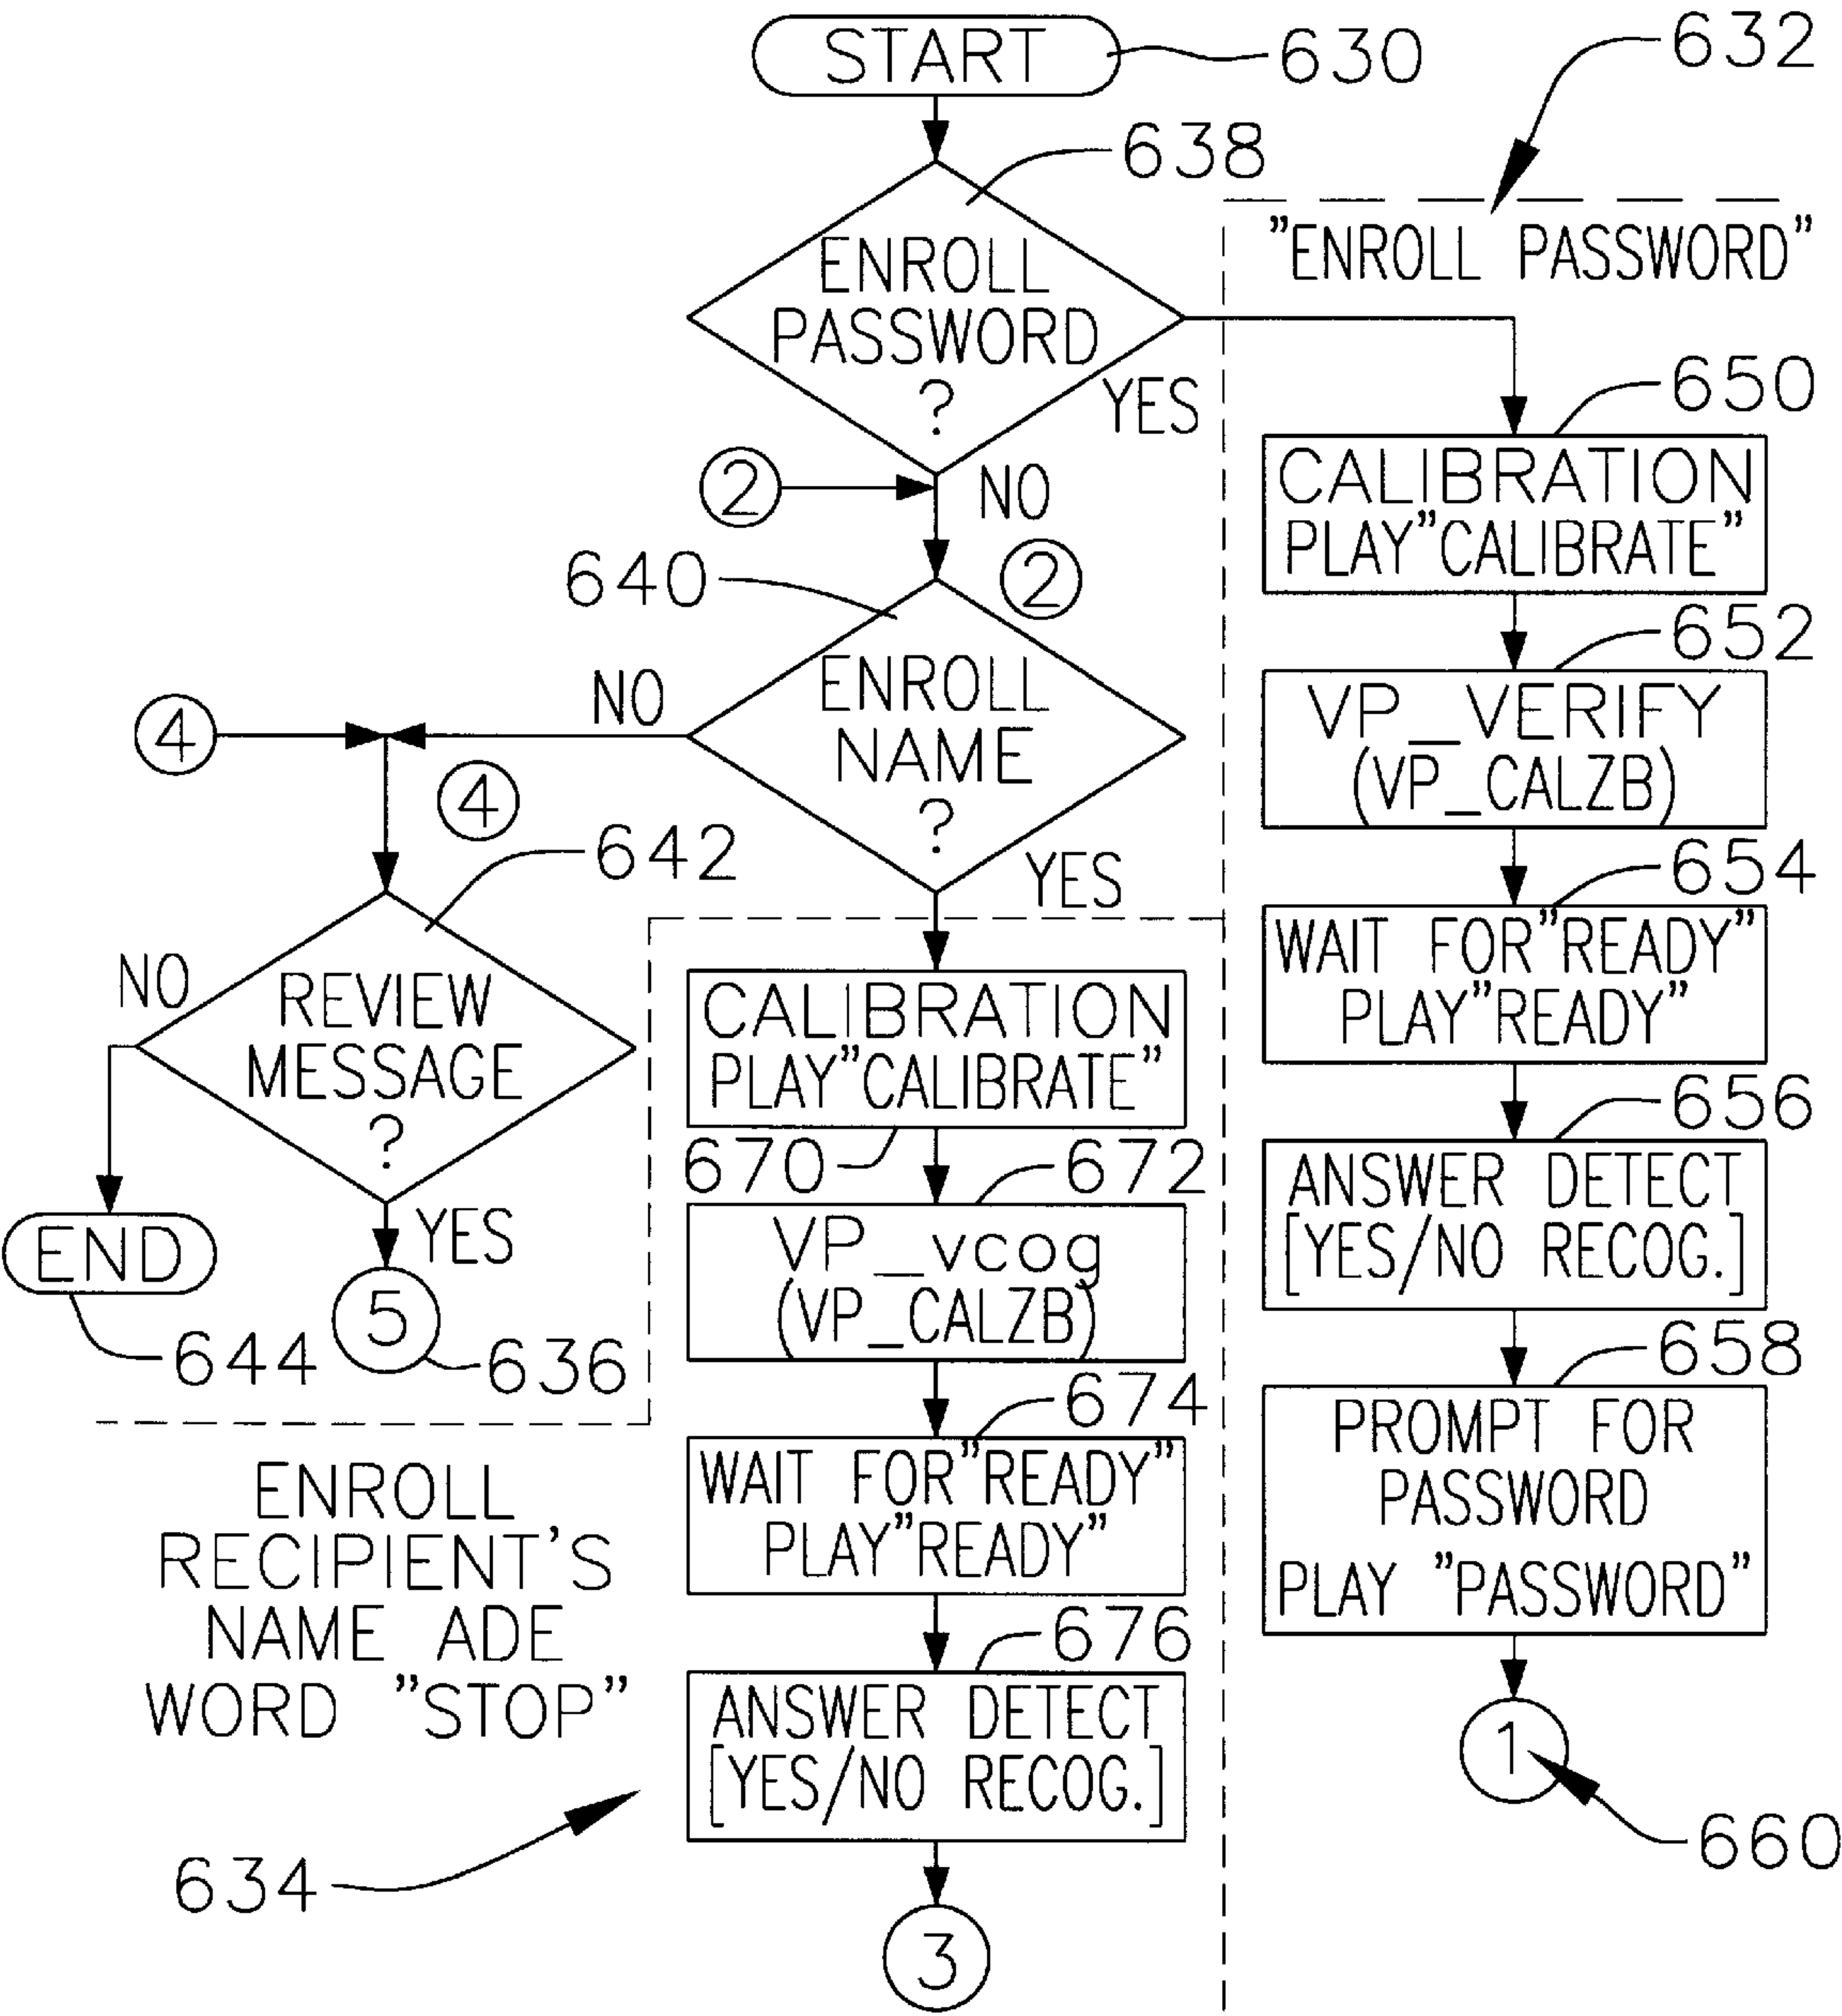 START
630
632
638
"ENROLL PASSWORD"
ENROLL
PASSWORD
?
YES
NO
2
2
650
CALIBRATION
PLAY"CALIBRATE"
640
652
VP_VERIFY
(VP_CALZB)
ENROLL
NAME
?
NO
YES
4
4
642
654
WAIT FOR"READY"
PLAY"READY"
REVIEW
MESSAGE
?
NO
YES
CALIBRATION
PLAY"CALIBRATE"
670
656
ANSWER DETECT
[YES/NO RECOG.]
672
VP_vcog
(VP_CALZB)
END
644
5
636
658
PROMPT FOR
PASSWORD
PLAY "PASSWORD"
674
WAIT FOR"READY"
PLAY"READY"
ENROLL
RECIPIENT'S
NAME ADE
WORD "STOP"
676
ANSWER DETECT
[YES/NO RECOG.]
1
660
634
3